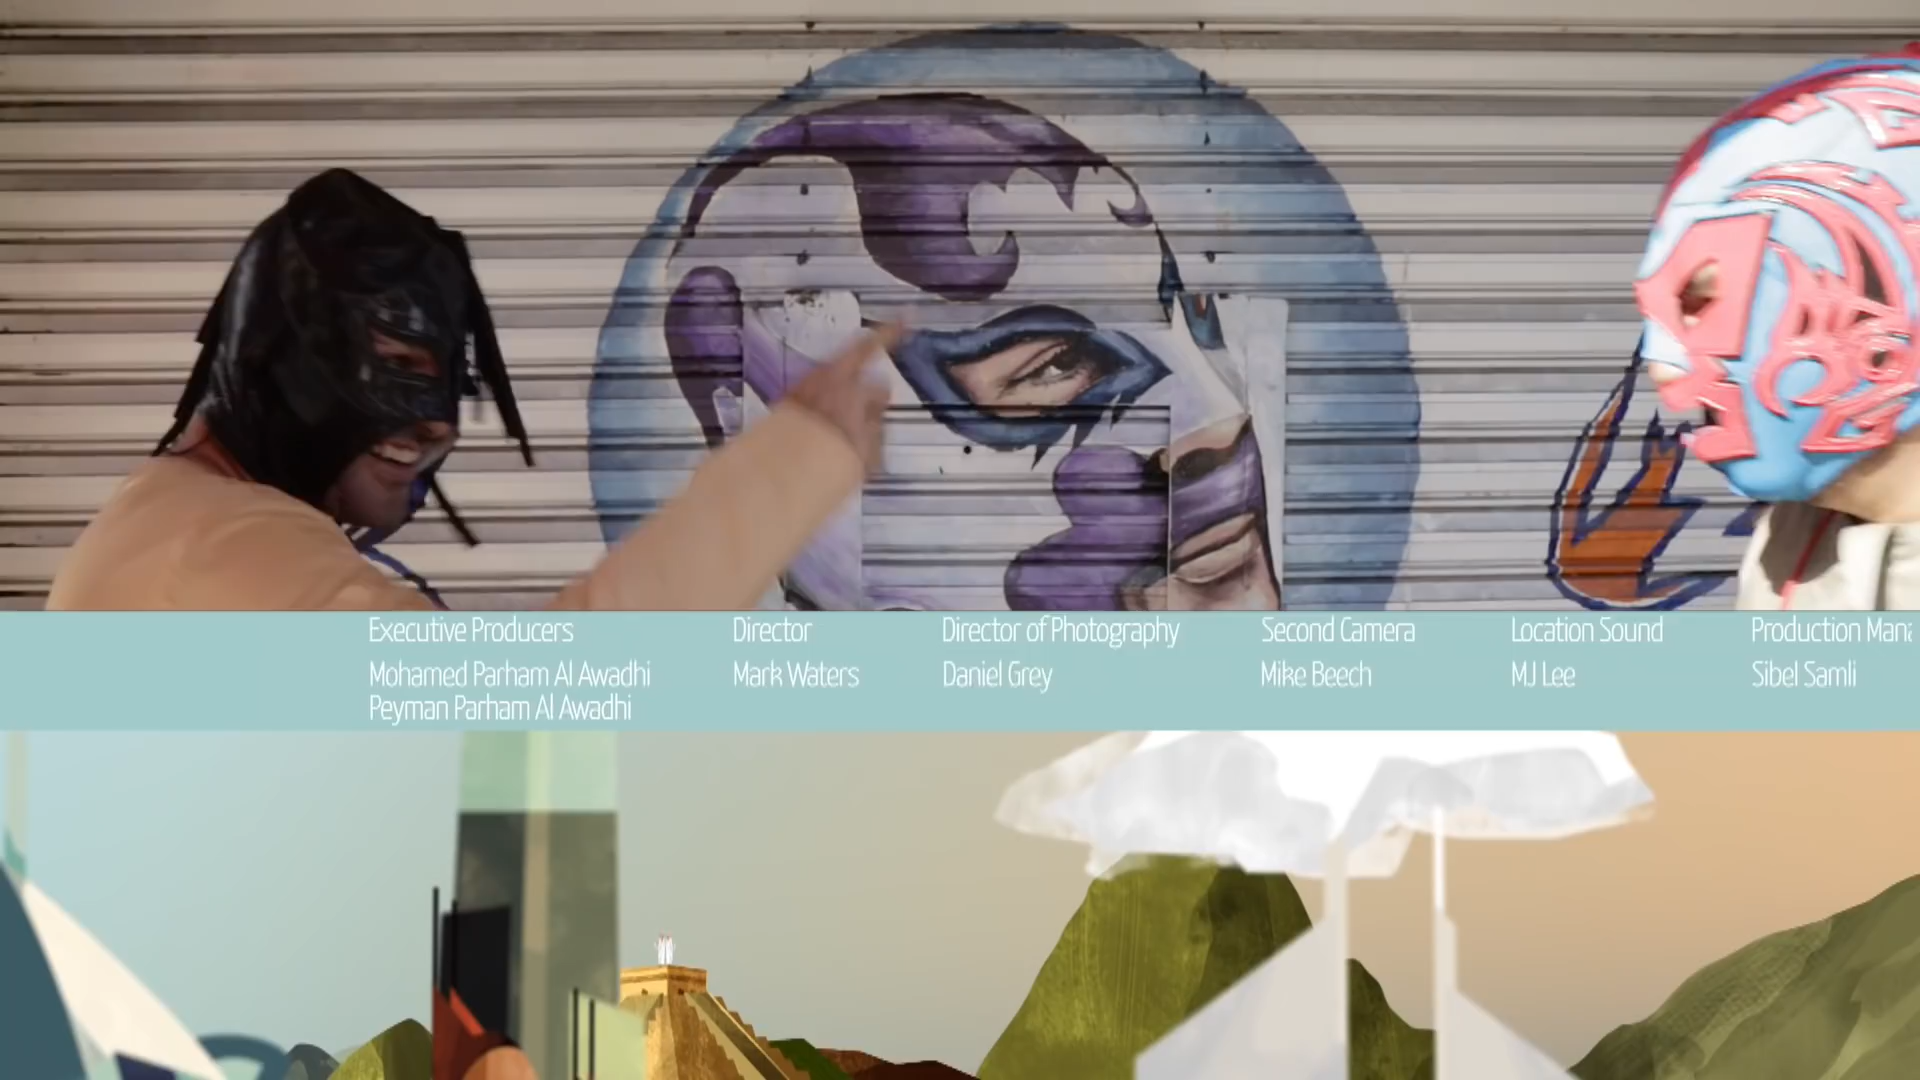 Executive Producers
Mohamed Parham Al Awadhi
Peyman Parham Al Awadhi
Director
Mark Waters
Director of Photography
Daniel Grey
Second Camera
Mike Beech
Location Sound
MJ Lee
Production
Sibel Samli